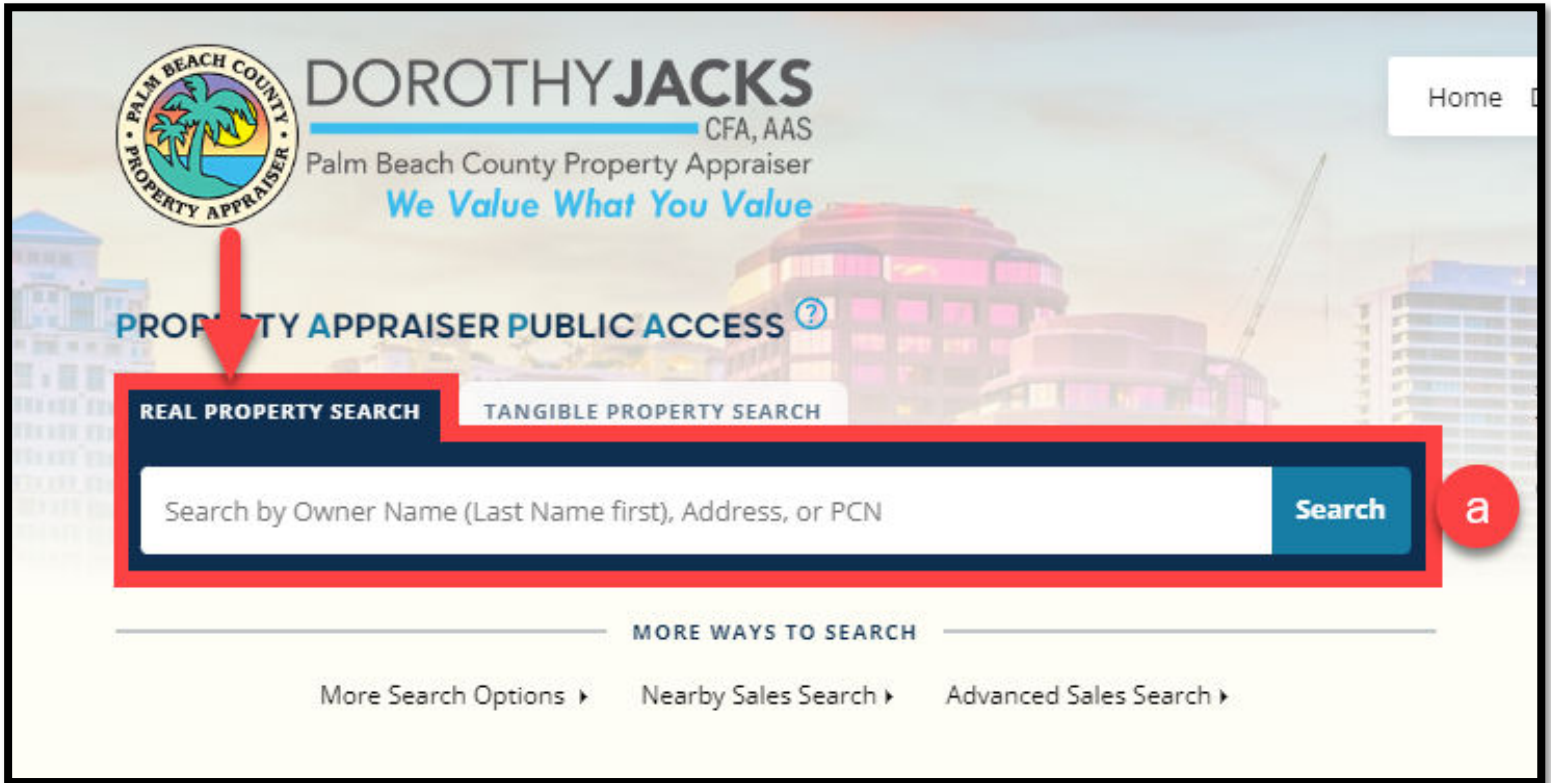 PALM BEACH COUNTY • PROPERTY APPRAISER •
DOROTHY JACKS
CFA, AAS
Palm Beach County Property Appraiser
We Value What You Value
Home
PROPERTY APPRAISER PUBLIC ACCESS ?
REAL PROPERTY SEARCH TANGIBLE PROPERTY SEARCH
Search by Owner Name (Last Name first), Address, or PCN Search a
MORE WAYS TO SEARCH
More Search Options Nearby Sales Search Advanced Sales Search